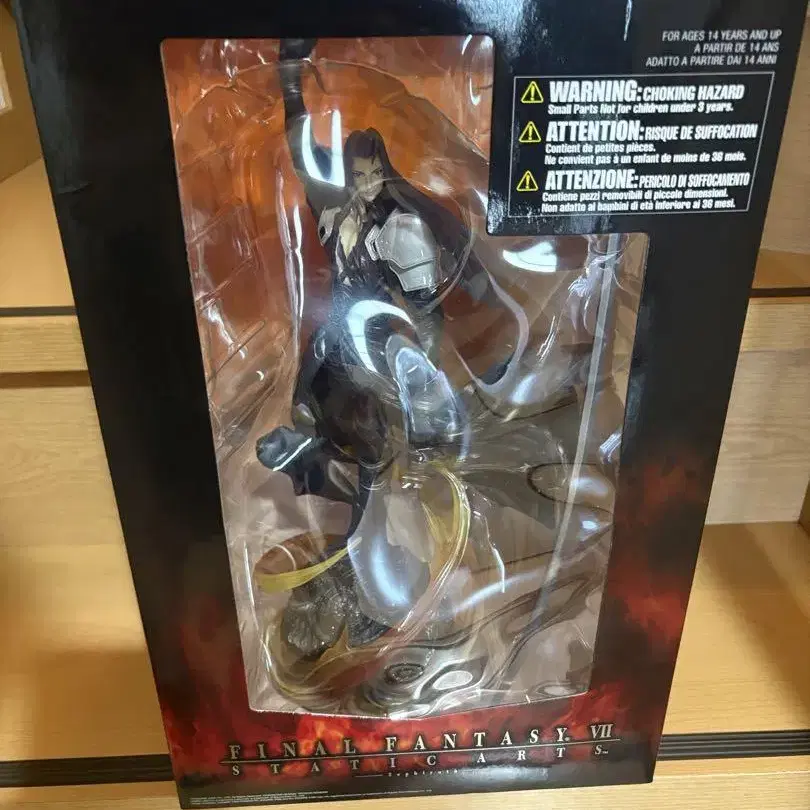 FOR AGES 14 YEARS AND UP
A PARTIR DE 14 ANS
ADATTO A PARTIRE DAI 14 ANNI
WARNING: CHOKING HAZARD
Small Parts Not for children under 3 years.
ATTENTION: RISQUE DE SUFFOCATION
Contient de petites pièces.
Ne convient pas à un enfant de moins de 36 mois.
ATTENZIONE: PERICOLO DI SOFFOCAMENTO
Contiene pezzi removibili di piccole dimensioni.
Non adatto ai bambini di età inferiore ai 36 mesi.
FINAL FANTASY VII
STATIC ARTS
Sephiroth